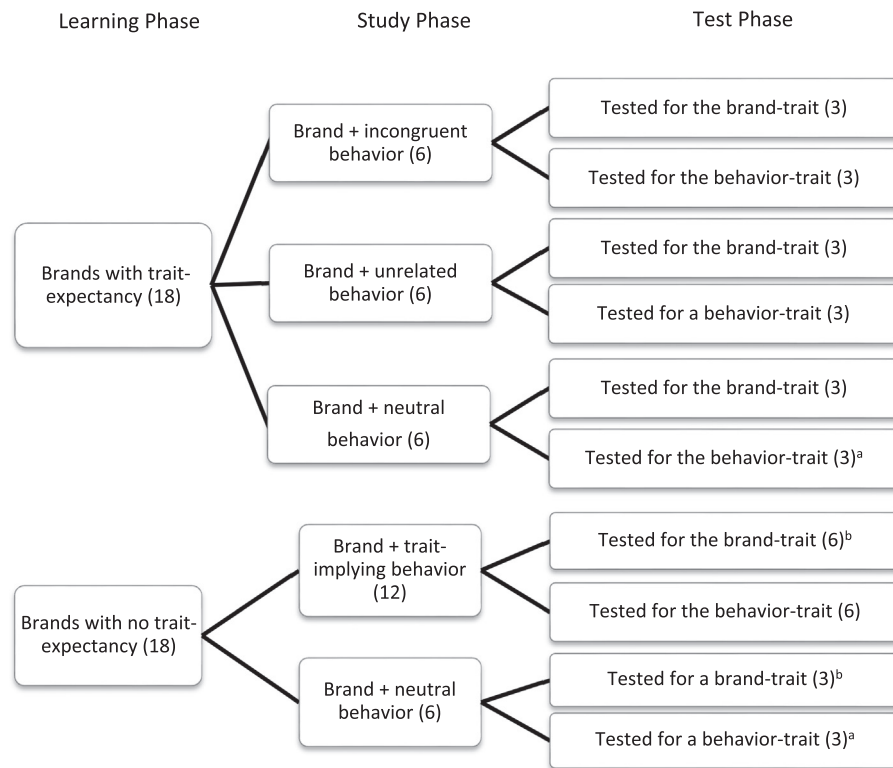 Learning Phase
Study Phase
Test Phase
Brands with trait-
expectancy (18)
Brand + incongruent
behavior (6)
Tested for the brand-trait (3)
Tested for the behavior-trait (3)
Brand + unrelated
behavior (6)
Tested for the brand-trait (3)
Tested for a behavior-trait (3)
Brand + neutral
behavior (6)
Tested for the brand-trait (3)
Tested for the behavior-trait (3)ᵃ
Brands with no trait-
expectancy (18)
Brand + trait-
implying behavior
(12)
Tested for the brand-trait (6)ᵇ
Tested for the behavior-trait (6)
Brand + neutral
behavior (6)
Tested for a brand-trait (3)ᵇ
Tested for a behavior-trait (3)ᵃ